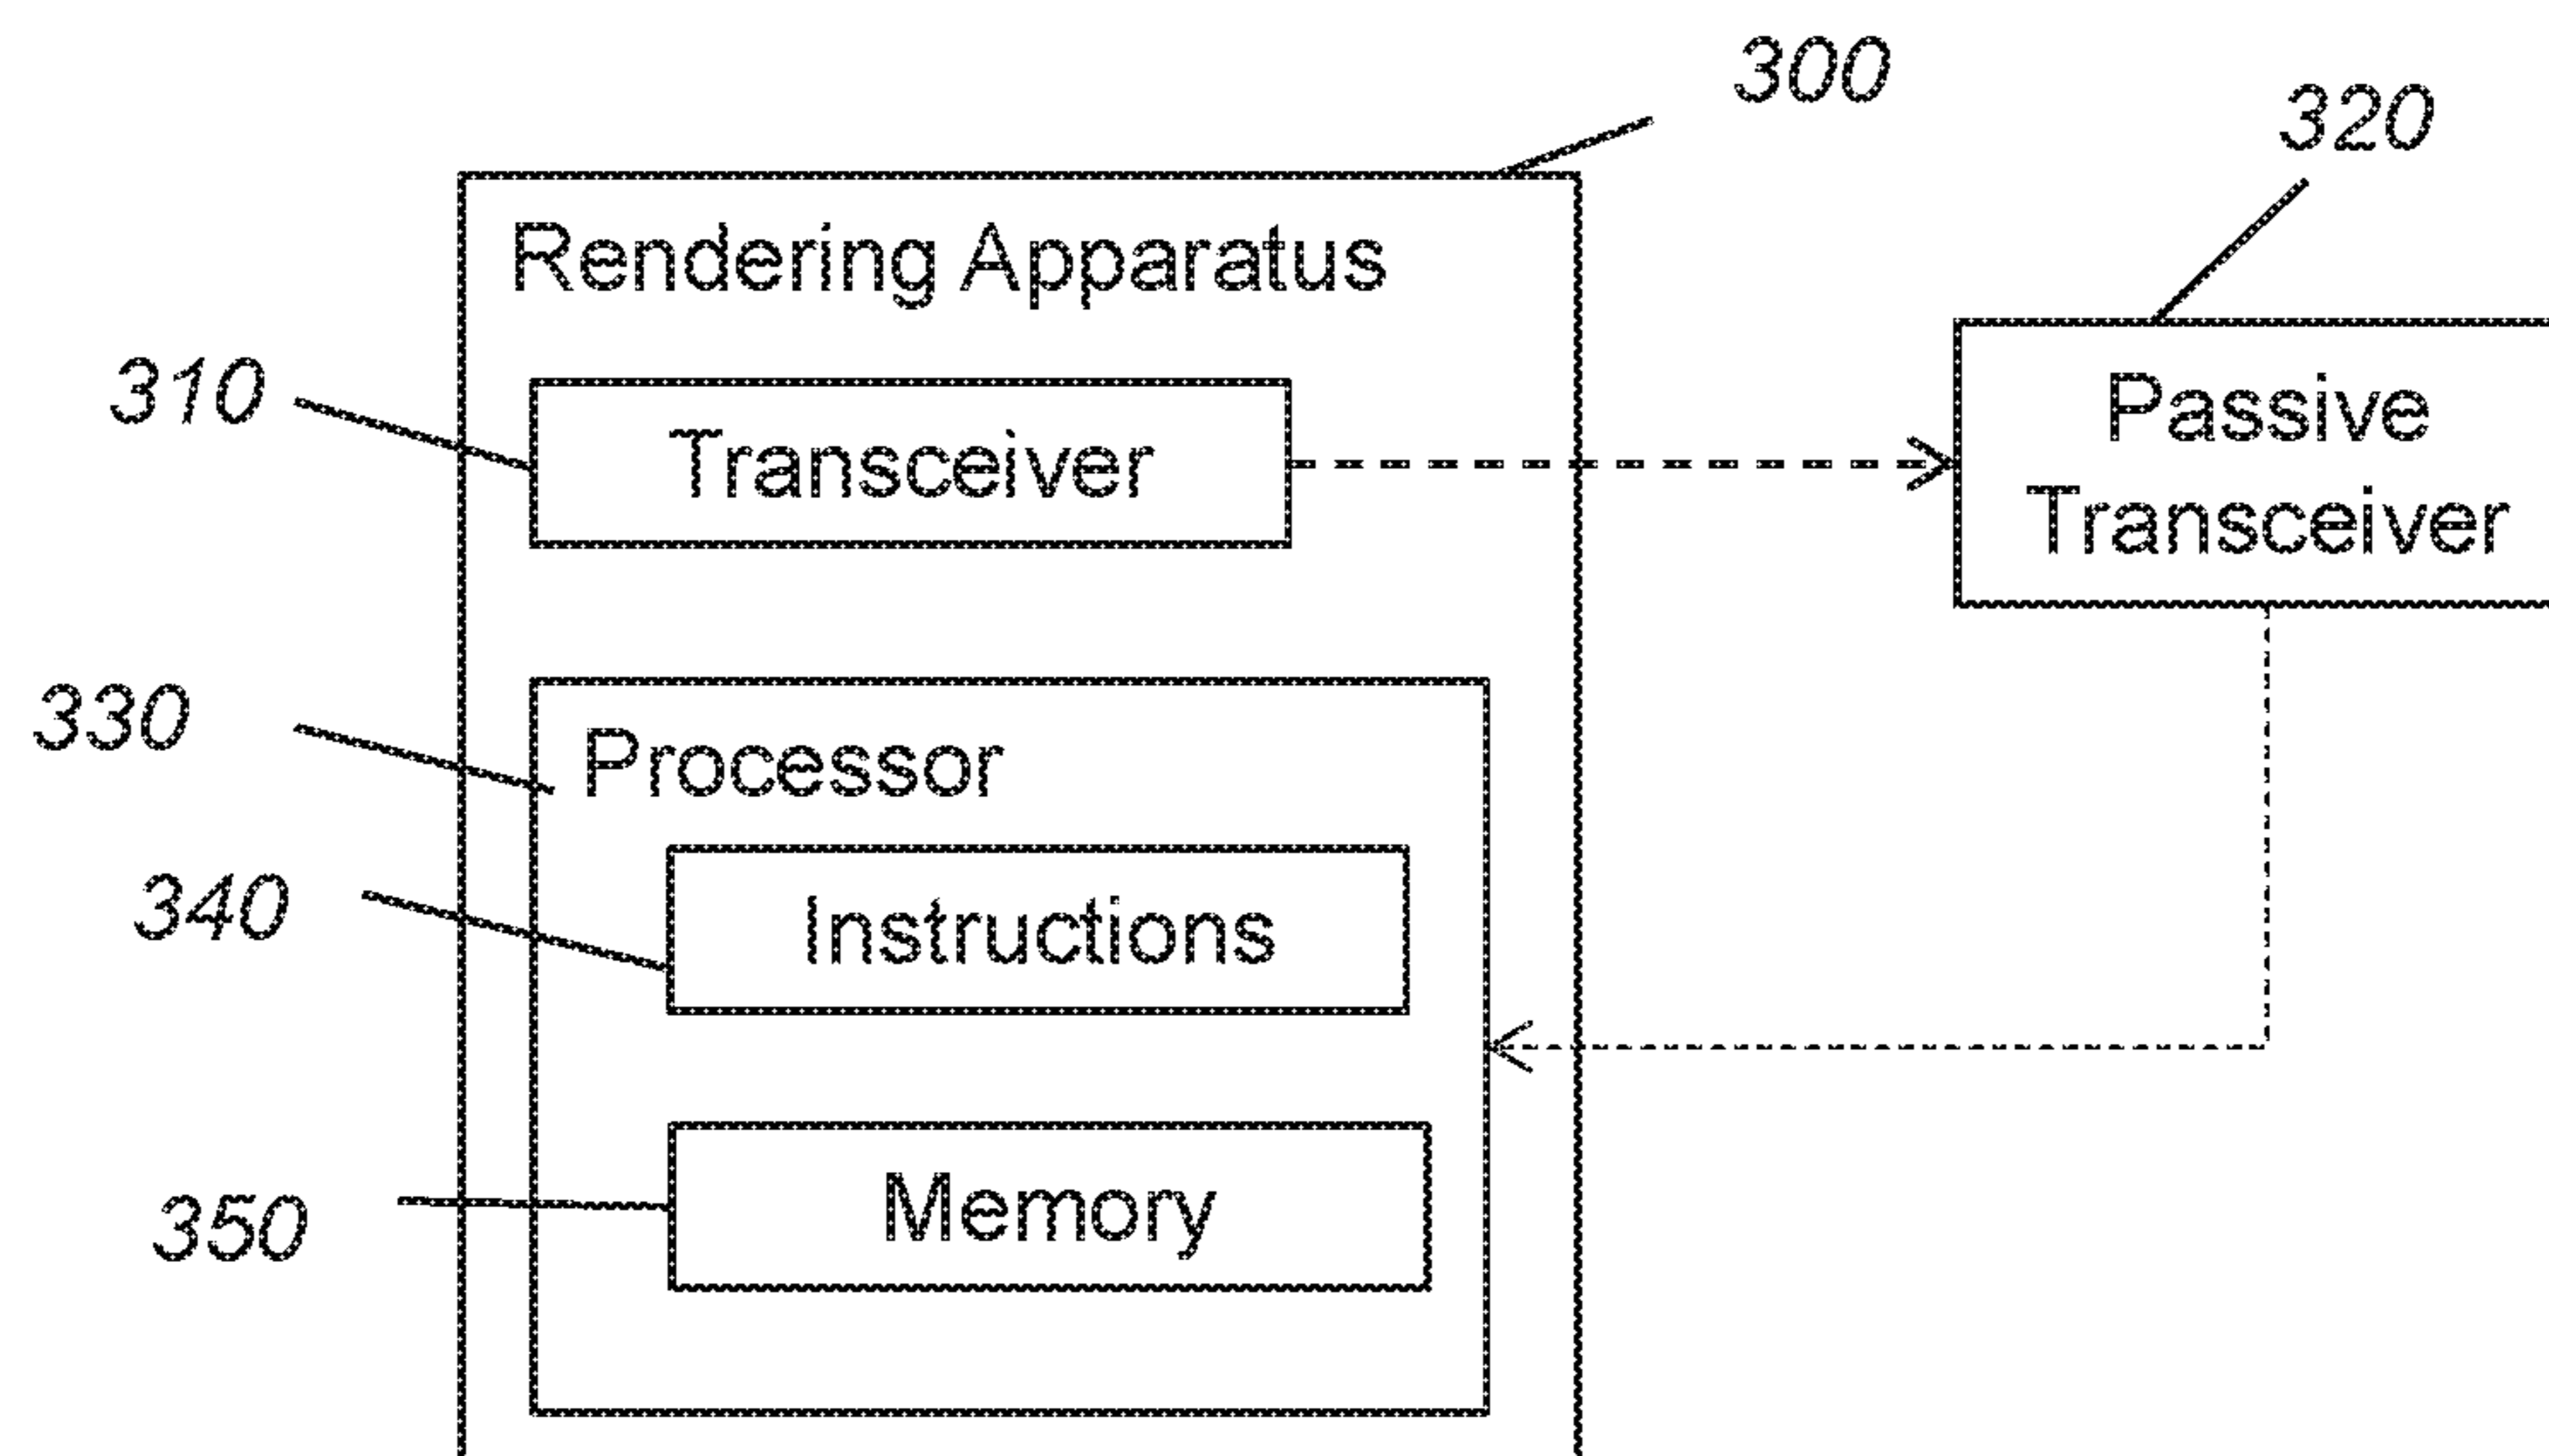 300
320
Rendering Apparatus
310
Transceiver
Passive
Transceiver
330
Processor
340
Instructions
350
Memory